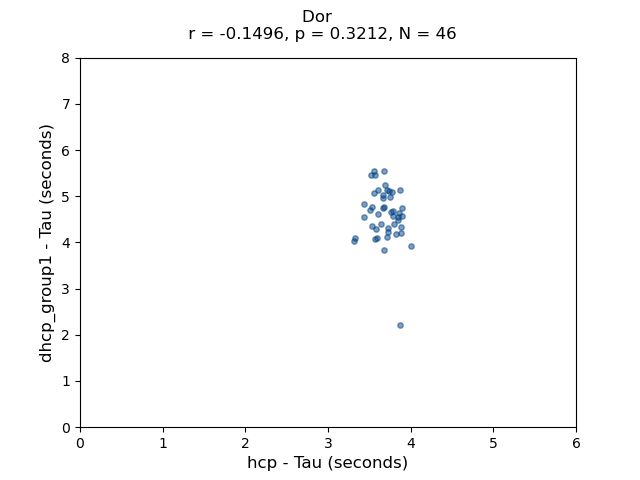 Dor
r = -0.1496, p = 0.3212, N = 46
8
7
6
5
4
3
2
1
0
dhcp_group1 - Tau (seconds)
0 1 2 3 4 5 6
hcp - Tau (seconds)